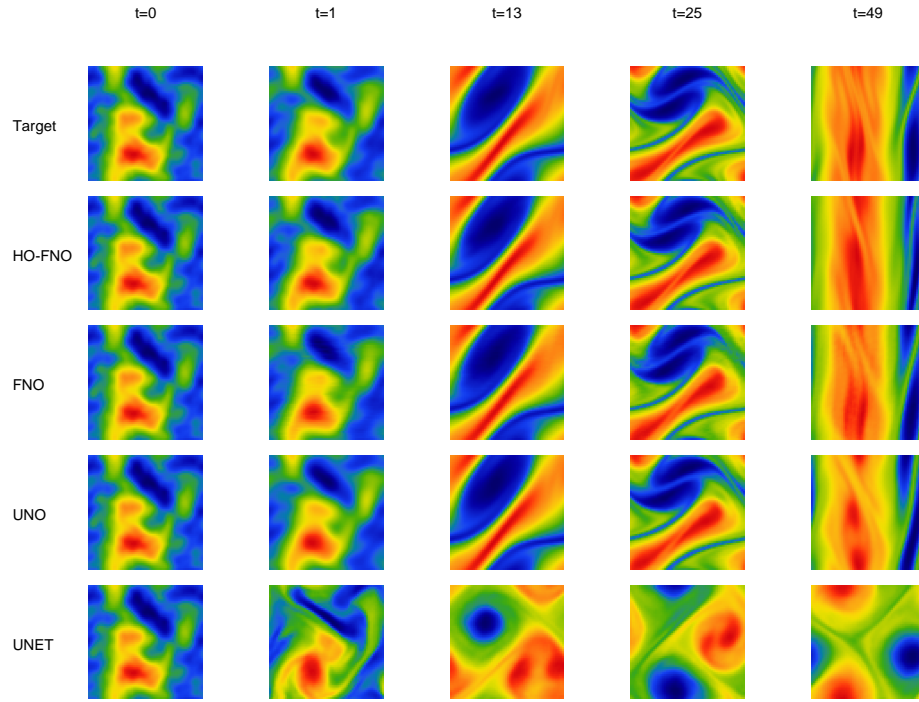 t=0 t=1 t=13 t=25 t=49
Target
HO-FNO
FNO
UNO
UNET